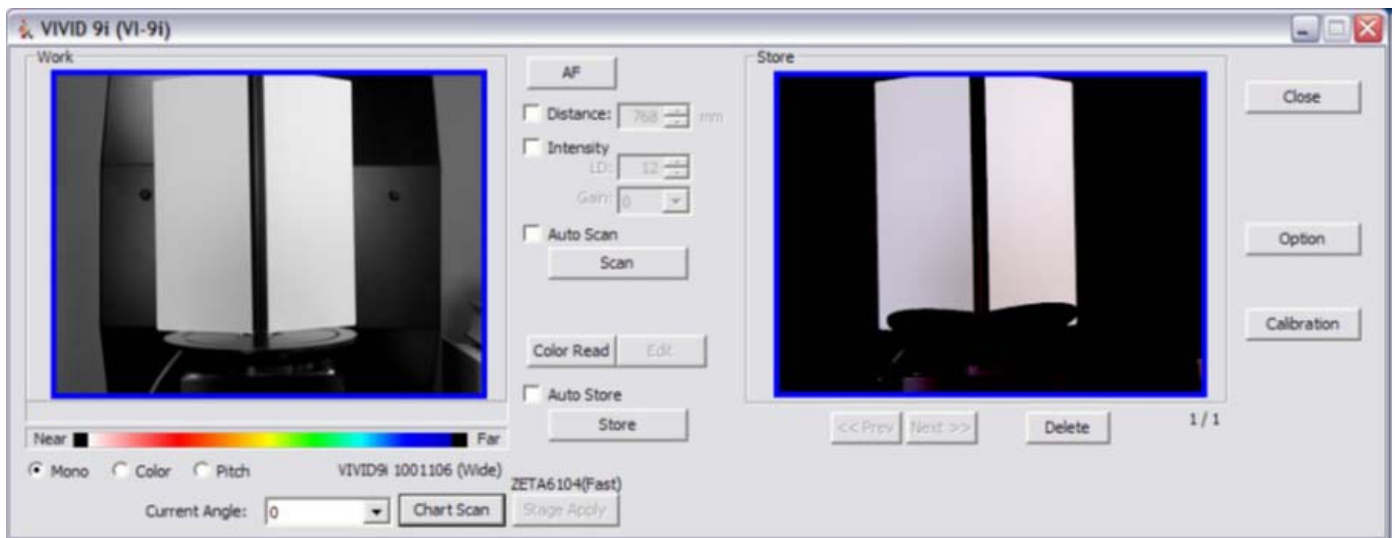 VIVID 9i (VI-9i)
Work
AF
Distance: 768 mm
Intensity
LD: 12
Gain: 0
Auto Scan
Scan
Color Read Edit
Auto Store
Store
Near Far
Mono Color Pitch VIVID9i 1001106 (Wide)
ZETA6104(Fast)
Current Angle: 0 Chart Scan Stage Apply
Store
<<Prev Next >> Delete 1 / 1
Close
Option
Calibration